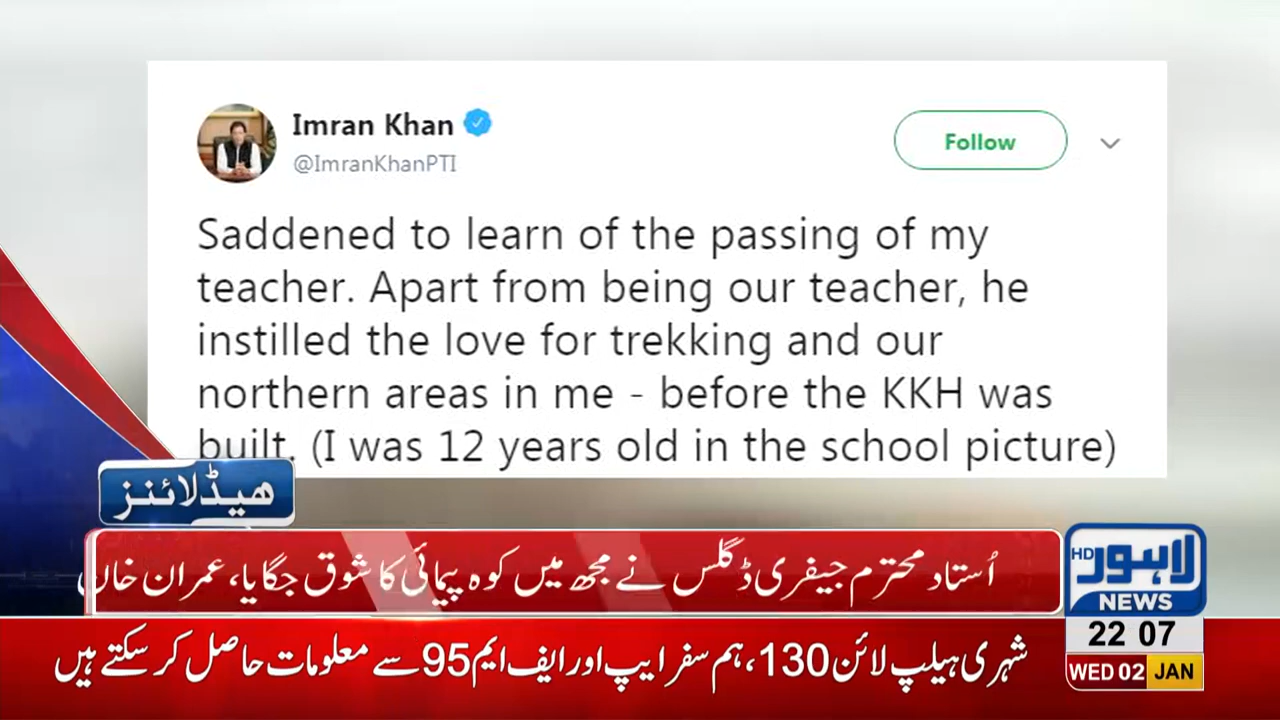 Imran Khan
@ImranKhanPTI
Follow
Saddened to learn of the passing of my
teacher. Apart from being our teacher, he
instilled the love for trekking and our
northern areas in me - before the KKH was
built. (I was 12 years old in the school picture)
ھیڈلائنز
اُستاد محترم جیفری ڈگلس نے مجھ میں کوہ پیمائی کا شوق جگایا، عمران خان
HD
لاہور
NEWS
22 07
WED 02 JAN
شہری ہیلپ لائن 130، ہم سفر ایپ اور ایف ایم 95 سے معلومات حاصل کر سکتے ہیں